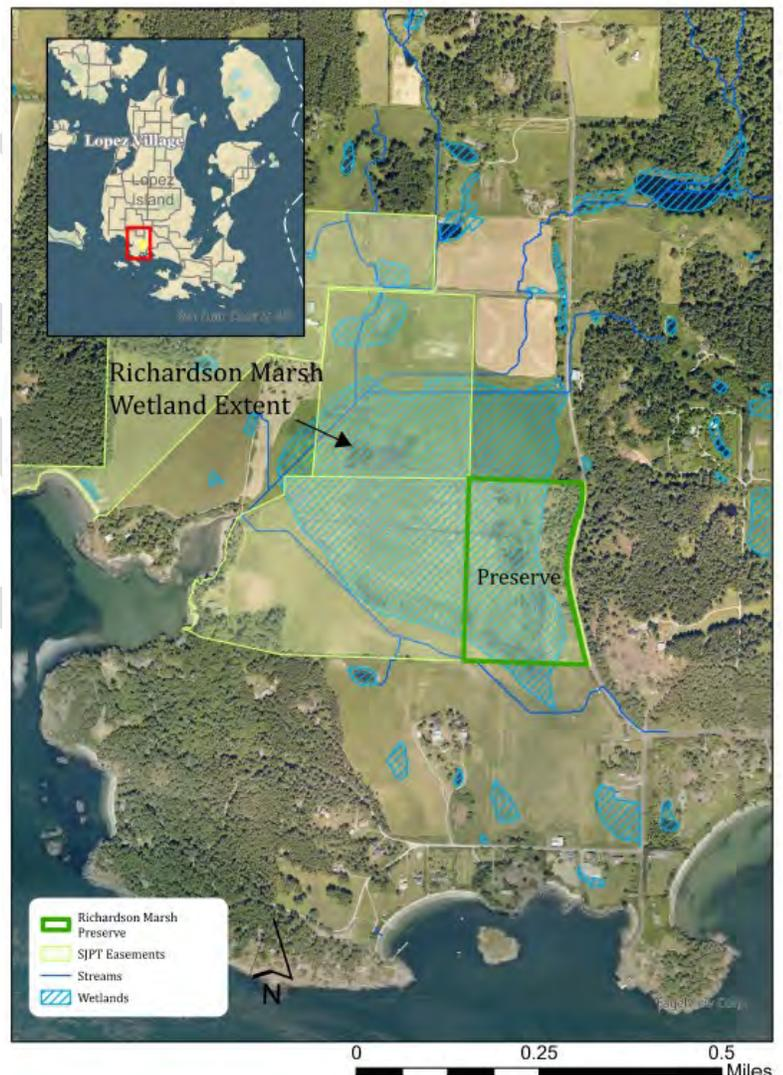 Lopez Village
Lopez
Island
Richardson Marsh
Wetland Extent
Preserve
Richardson Marsh
Preserve
SJPT Easements
Streams
Wetlands
N
0
0.25
0.5
Miles